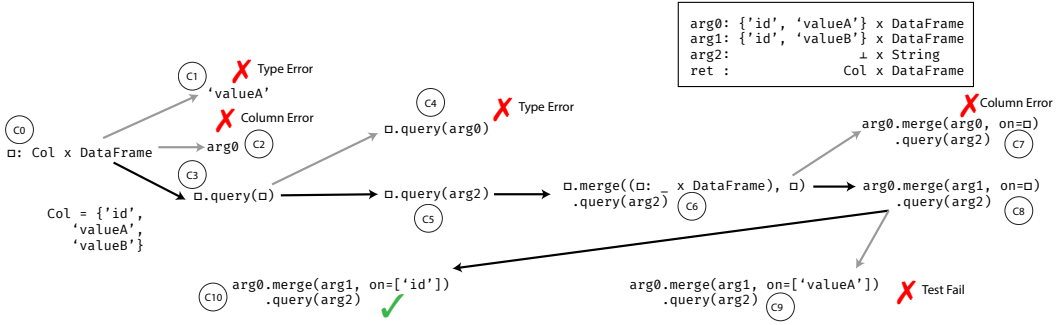 arg0: {'id', 'valueA'} x DataFrame
arg1: {'id', 'valueB'} x DataFrame
arg2: ⊥ x String
ret : Col x DataFrame
C1
Type Error
'valueA'
C0
Column Error
□: Col x DataFrame
arg0
C2
C3
□.query(□)
Col = {'id',
'valueA',
'valueB'}
C4
Type Error
□.query(arg0)
□.query(arg2)
C5
□.merge((□: _ x DataFrame), □)
.query(arg2)
C6
Column Error
arg0.merge(arg0, on=□)
.query(arg2)
C7
arg0.merge(arg1, on=□)
.query(arg2)
C8
arg0.merge(arg1, on=['id'])
.query(arg2)
C10
arg0.merge(arg1, on=['valueA'])
.query(arg2)
C9
Test Fail